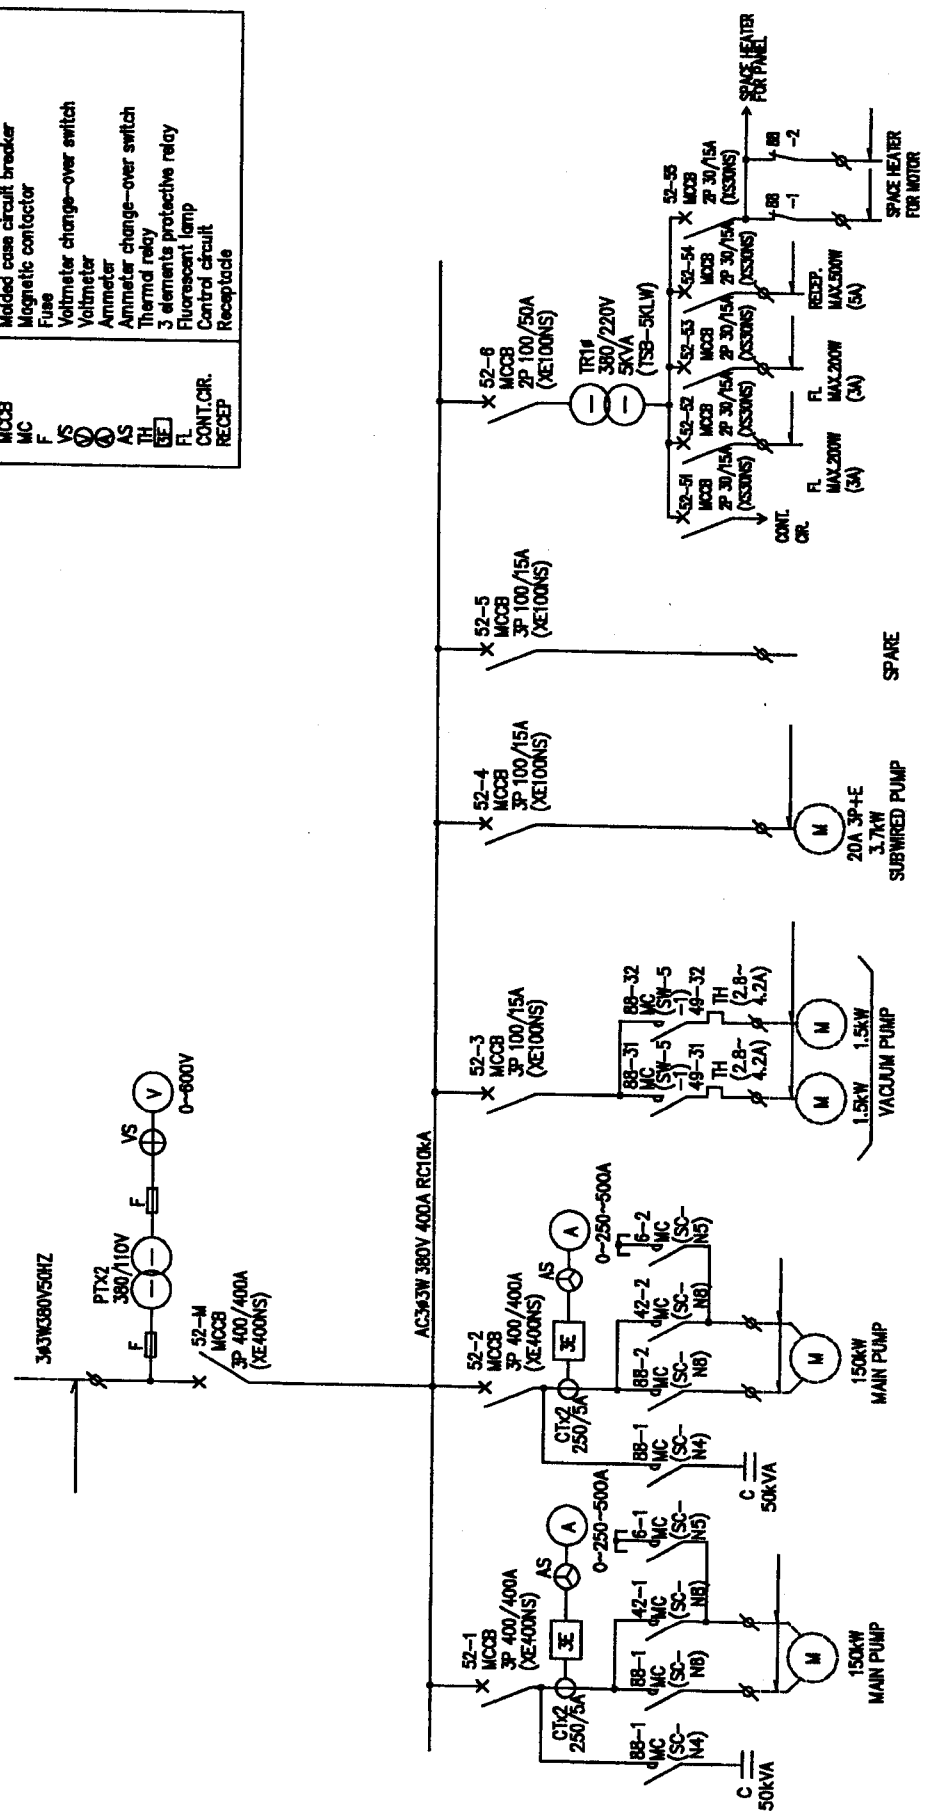 MCCB Molded case circuit breaker
MC Magnetic contactor
F Fuse
VS Voltmeter change-over switch
V Voltmeter
A Ammeter
AS Ammeter change-over switch
TH Thermal relay
3E 3 elements protective relay
FL Fluorescent lamp
CONT.CIR. Control circuit
RECEP Receptacle
3φ3W380V50HZ
PTX2
380/110V
F
F
VS
V
0~600V
52-M
MCCB
3P 400/400A
(XE400NS)
AC3φ3W 380V 400A RC10kA
52-1
MCCB
3P 400/400A
(XE400NS)
CTX2
250/5A
3E
AS
A
0~250~500A
88-1
MC
(SC-
N4)
88-1
MC
(SC-
N8)
42-1
MC
(SC-
N8)
6-1
MC
(SC-
N5)
C
50kVA
M
150kW
MAIN PUMP
52-2
MCCB
3P 400/400A
(XE400NS)
CTX2
250/5A
3E
AS
A
0~250~500A
88-1
MC
(SC-
N4)
88-2
MC
(SC-
N8)
42-2
MC
(SC-
N8)
6-2
MC
(SC-
N5)
C
50kVA
M
150kW
MAIN PUMP
52-3
MCCB
3P 100/15A
(XE100NS)
88-31
MC
(SW-5
-1)
49-31
TH
(2.8~
4.2A)
88-32
MC
(SW-5
-1)
49-32
TH
(2.8~
4.2A)
M
M
1.5kW
1.5kW
VACUUM PUMP
52-4
MCCB
3P 100/15A
(XE100NS)
M
20A 3P+E
3.7kW
SUBWIRED PUMP
52-5
MCCB
3P 100/15A
(XE100NS)
SPARE
52-6
MCCB
2P 100/50A
(XE100NS)
TR1φ
380/220V
5KVA
(TSB-5KLW)
52-51
MCCB
2P 30/15A
(XS30NS)
CONT.
CIR.
52-52
MCCB
2P 30/15A
(XS30NS)
FL
MAX.200W
(3A)
52-53
MCCB
2P 30/15A
(XS30NS)
FL
MAX.200W
(3A)
52-54
MCCB
2P 30/15A
(XS30NS)
RECEP.
MAX.500W
(5A)
52-55
MCCB
2P 30/15A
(XS30NS)
SPACE HEATER
FOR PANEL
88
-1
88
-2
SPACE HEATER
FOR MOTOR